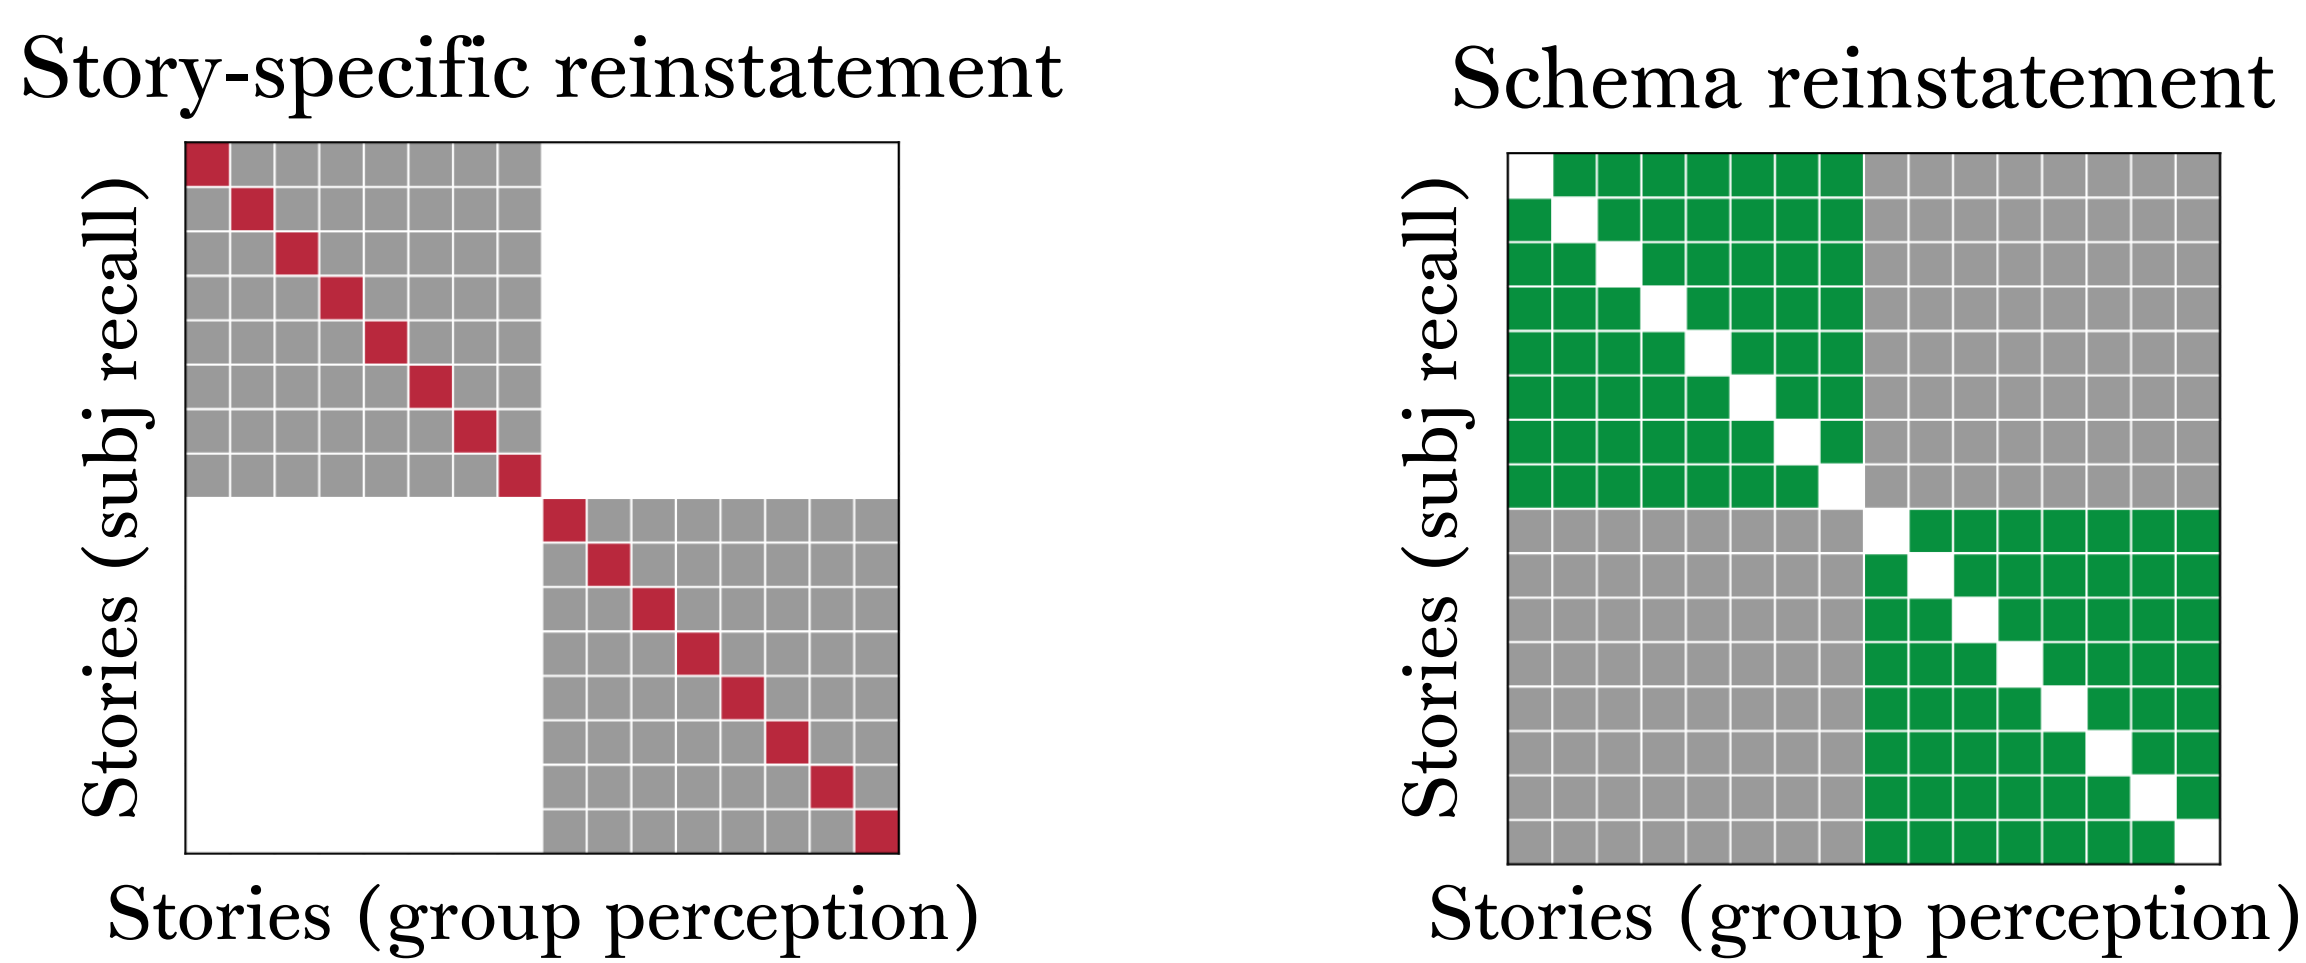 Story-specific reinstatement
Stories (subj recall)
Stories (group perception)
Schema reinstatement
Stories (subj recall)
Stories (group perception)